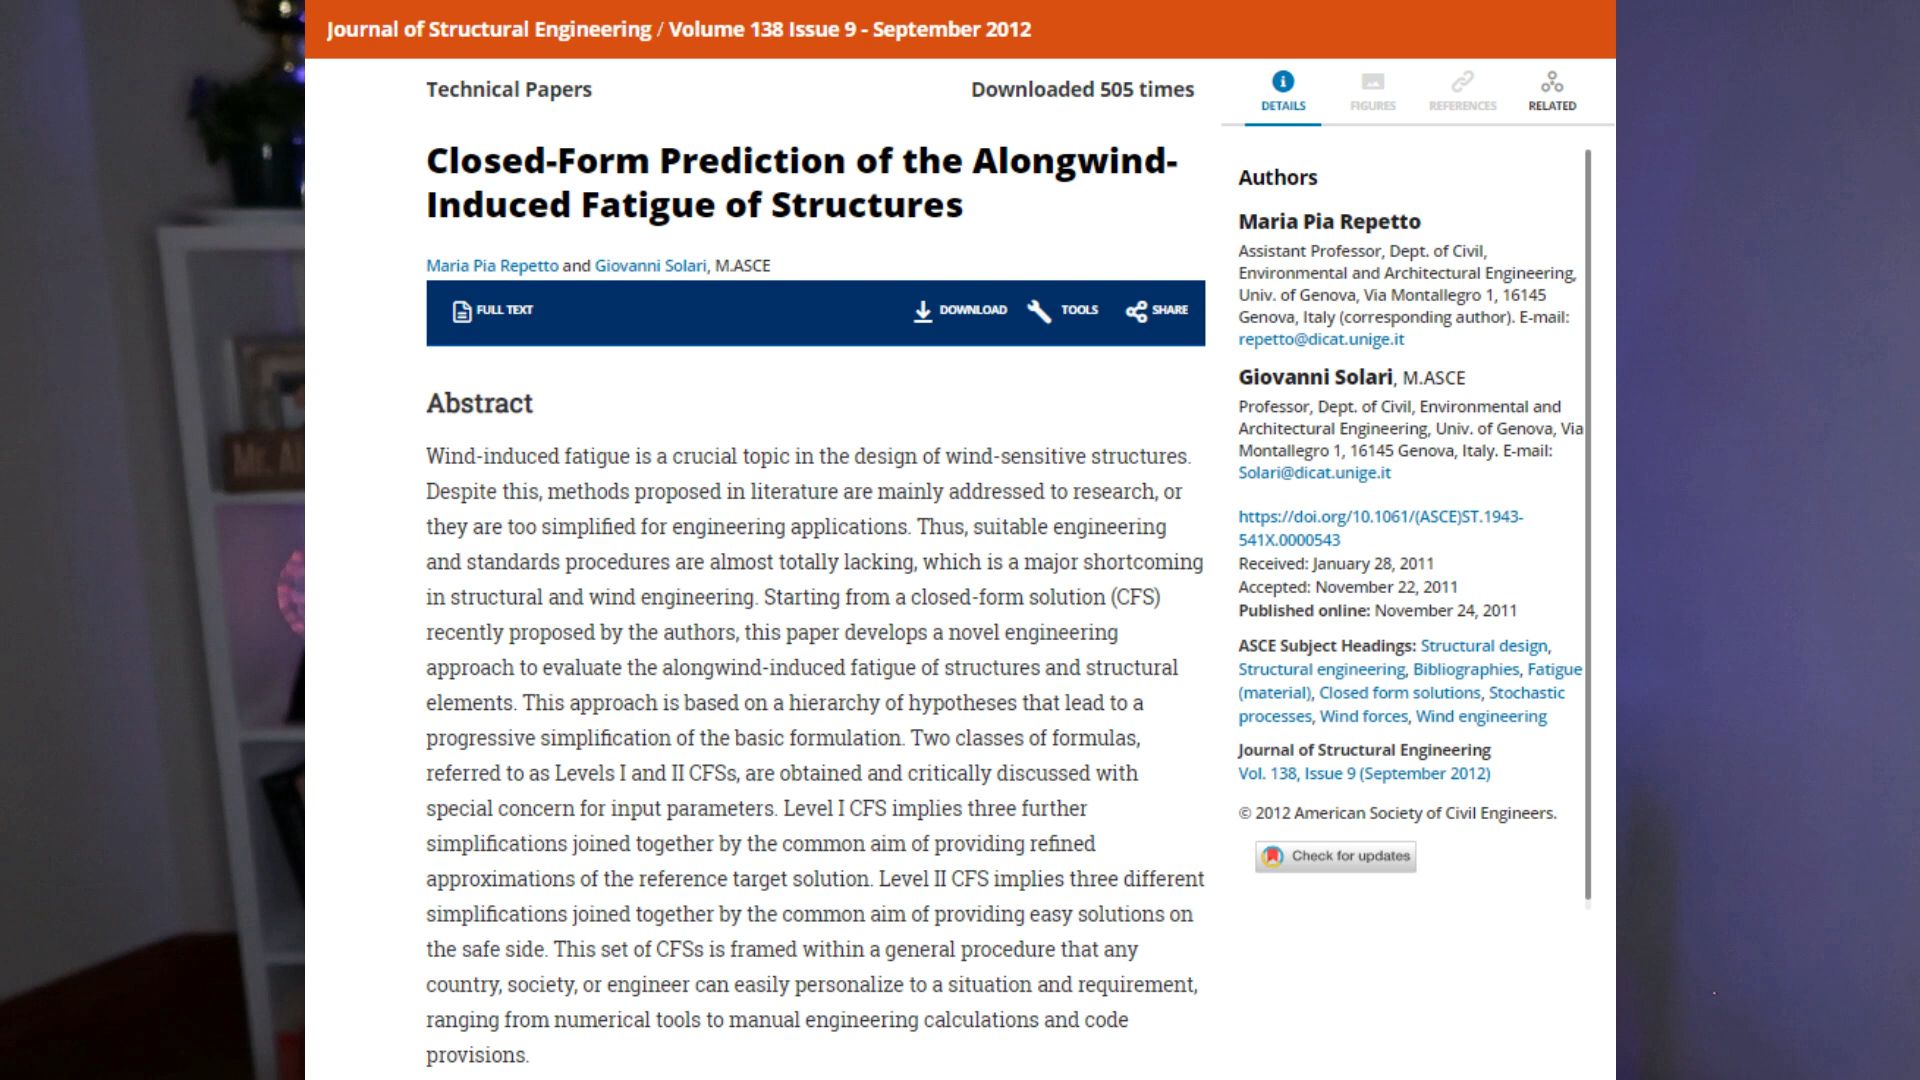 Journal of Structural Engineering / Volume 138 Issue 9 - September 2012
Technical Papers
Downloaded 505 times
Closed-Form Prediction of the Alongwind-
Induced Fatigue of Structures
Maria Pia Repetto and Giovanni Solari, M.ASCE
FULL TEXT
DOWNLOAD
TOOLS
SHARE
Abstract
Wind-induced fatigue is a crucial topic in the design of wind-sensitive structures.
Despite this, methods proposed in literature are mainly addressed to research, or
they are too simplified for engineering applications. Thus, suitable engineering
and standards procedures are almost totally lacking, which is a major shortcoming
in structural and wind engineering. Starting from a closed-form solution (CFS)
recently proposed by the authors, this paper develops a novel engineering
approach to evaluate the alongwind-induced fatigue of structures and structural
elements. This approach is based on a hierarchy of hypotheses that lead to a
progressive simplification of the basic formulation. Two classes of formulas,
referred to as Levels I and II CFSs, are obtained and critically discussed with
special concern for input parameters. Level I CFS implies three further
simplifications joined together by the common aim of providing refined
approximations of the reference target solution. Level II CFS implies three different
simplifications joined together by the common aim of providing easy solutions on
the safe side. This set of CFSs is framed within a general procedure that any
country, society, or engineer can easily personalize to a situation and requirement,
ranging from numerical tools to manual engineering calculations and code
provisions.
DETAILS
FIGURES
REFERENCES
RELATED
Authors
Maria Pia Repetto
Assistant Professor, Dept. of Civil,
Environmental and Architectural Engineering,
Univ. of Genova, Via Montallegro 1, 16145
Genova, Italy (corresponding author). E-mail:
repetto@dicat.unige.it
Giovanni Solari, M.ASCE
Professor, Dept. of Civil, Environmental and
Architectural Engineering, Univ. of Genova, Via
Montallegro 1, 16145 Genova, Italy. E-mail:
Solari@dicat.unige.it
https://doi.org/10.1061/(ASCE)ST.1943-
541X.0000543
Received: January 28, 2011
Accepted: November 22, 2011
Published online: November 24, 2011
ASCE Subject Headings: Structural design,
Structural engineering, Bibliographies, Fatigue
(material), Closed form solutions, Stochastic
processes, Wind forces, Wind engineering
Journal of Structural Engineering
Vol. 138, Issue 9 (September 2012)
© 2012 American Society of Civil Engineers.
Check for updates
Mr.